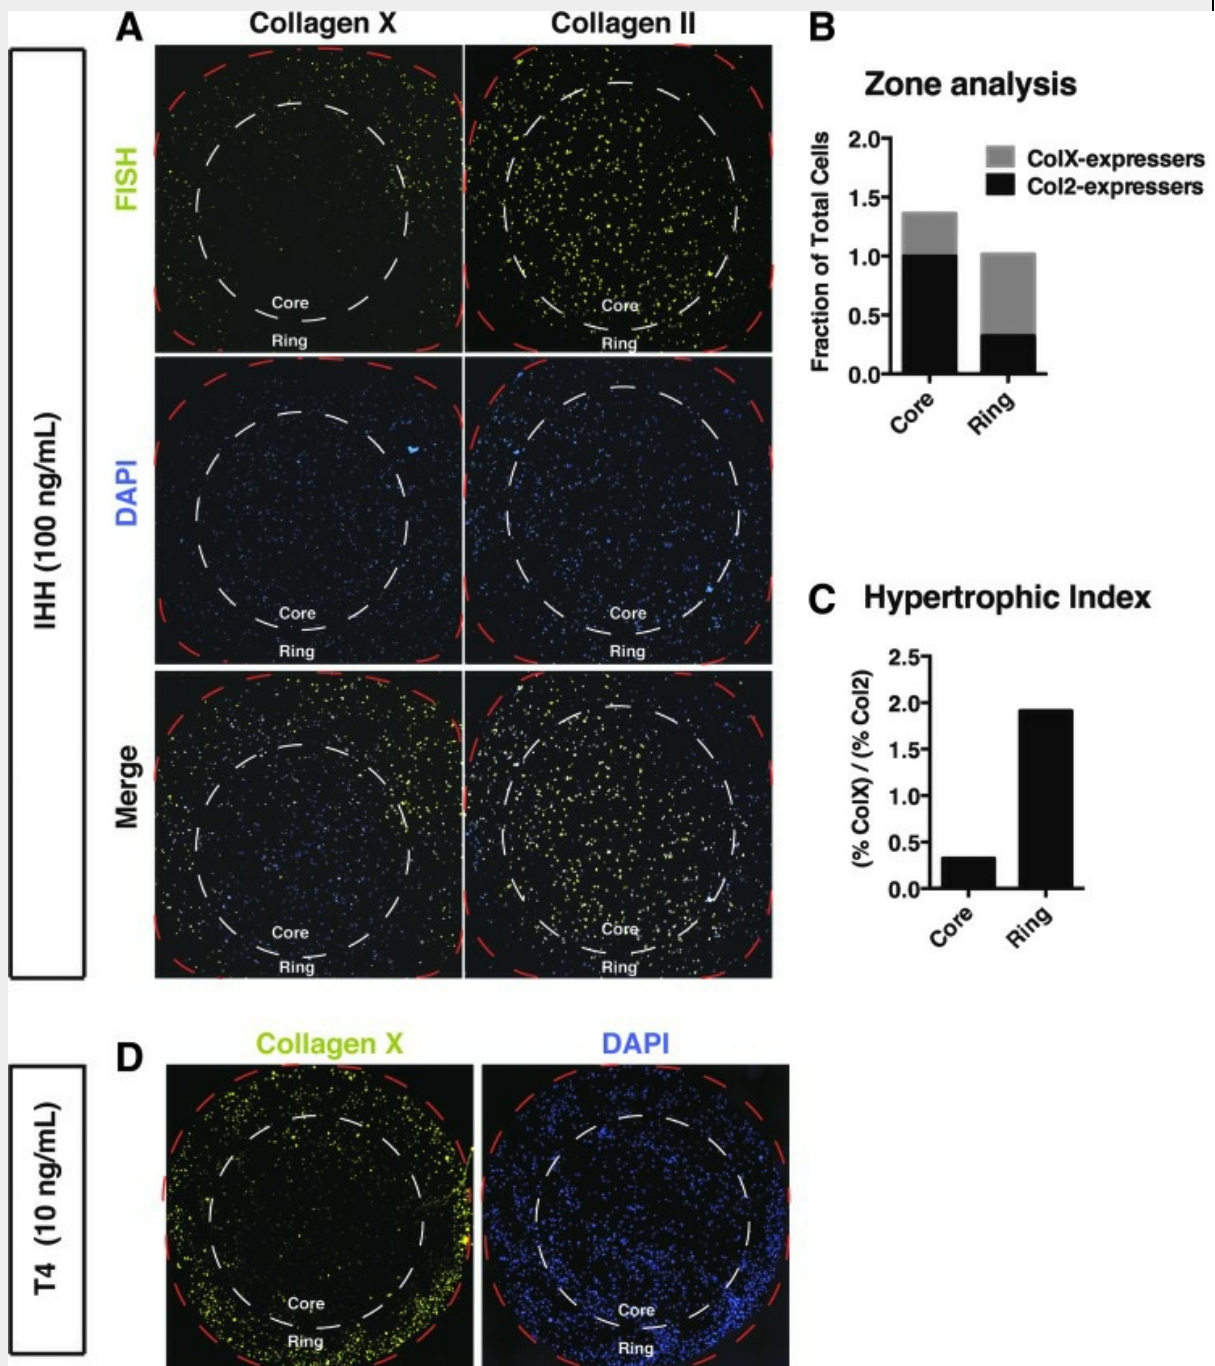 A
Collagen X
Collagen II
IHH (100 ng/mL)
FISH
Core
Ring
Core
Ring
DAPI
Core
Ring
Core
Ring
Merge
Core
Ring
Core
Ring
B
Zone analysis
Fraction of Total Cells
2.0
1.5
1.0
0.5
0.0
ColX-expressers
Col2-expressers
Core
Ring
C
Hypertrophic Index
(% ColX) / (% Col2)
2.5
2.0
1.5
1.0
0.5
0.0
Core
Ring
D
Collagen X
DAPI
T4 (10 ng/mL)
Core
Ring
Core
Ring